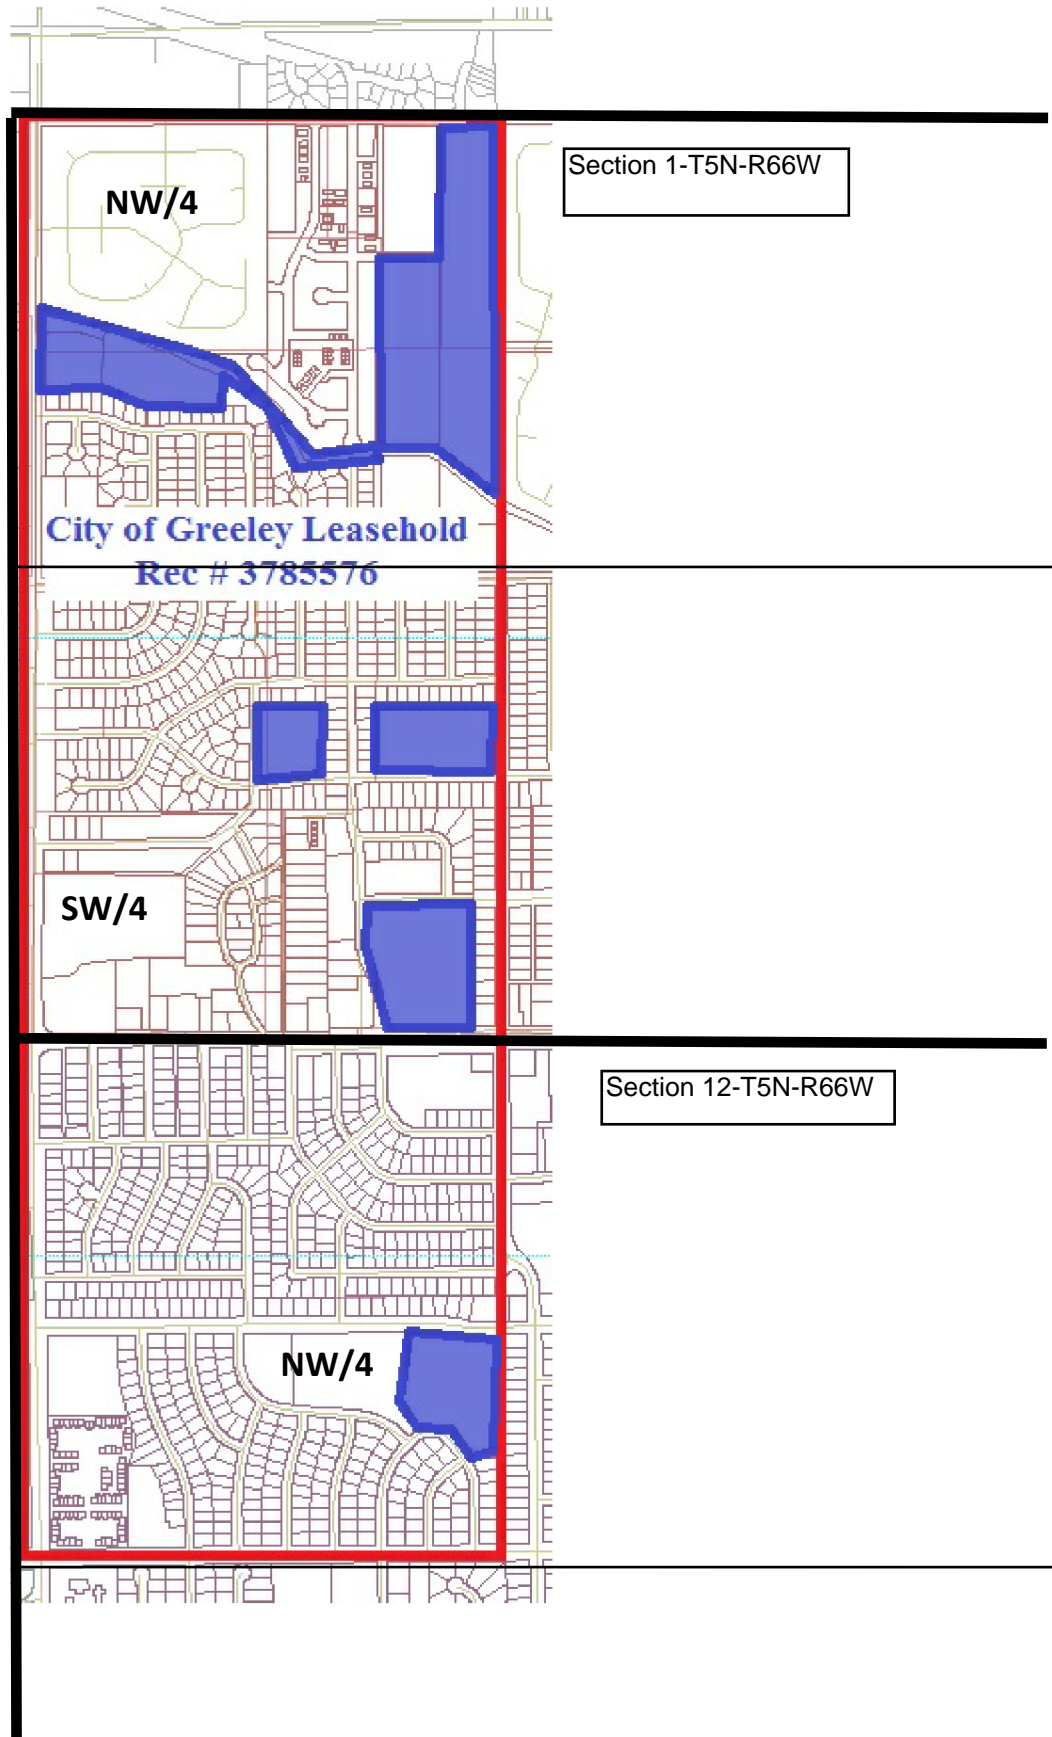 Section 1-T5N-R66W
NW/4
City of Greeley Leasehold
Rec # 3785576
SW/4
Section 12-T5N-R66W
NW/4